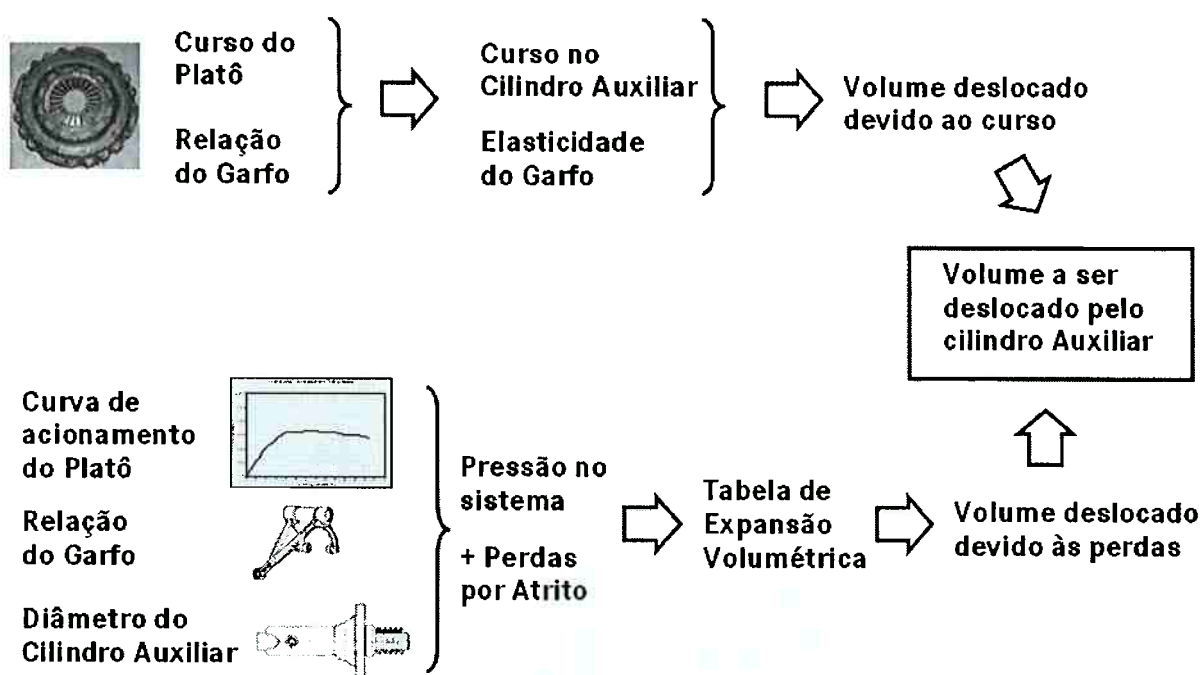 Curso do
Platô
Relação
do Garfo
Curso no
Cilindro Auxiliar
Elasticidade
do Garfo
Volume deslocado
devido ao curso
Volume a ser
deslocado pelo
cilindro Auxiliar
Curva de
acionamento
do Platô
Relação
do Garfo
Diâmetro do
Cilindro Auxiliar
Pressão no
sistema
+ Perdas
por Atrito
Tabela de
Expansão
Volumétrica
Volume deslocado
devido às perdas